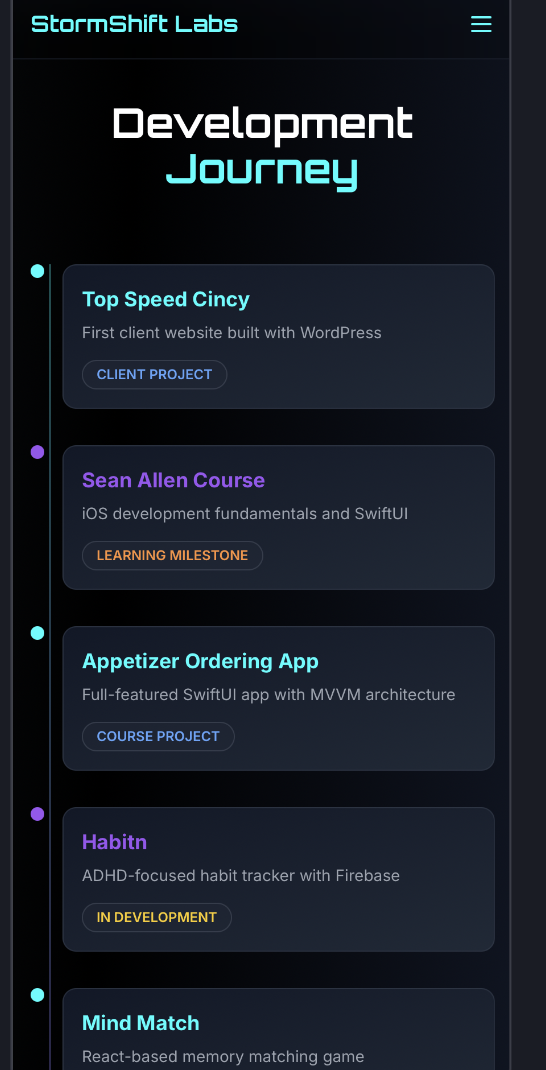 StormShift Labs
Development
Journey
Top Speed Cincy
First client website built with WordPress
CLIENT PROJECT
Sean Allen Course
iOS development fundamentals and SwiftUI
LEARNING MILESTONE
Appetizer Ordering App
Full-featured SwiftUI app with MVVM architecture
COURSE PROJECT
Habitn
ADHD-focused habit tracker with Firebase
IN DEVELOPMENT
Mind Match
React-based memory matching game